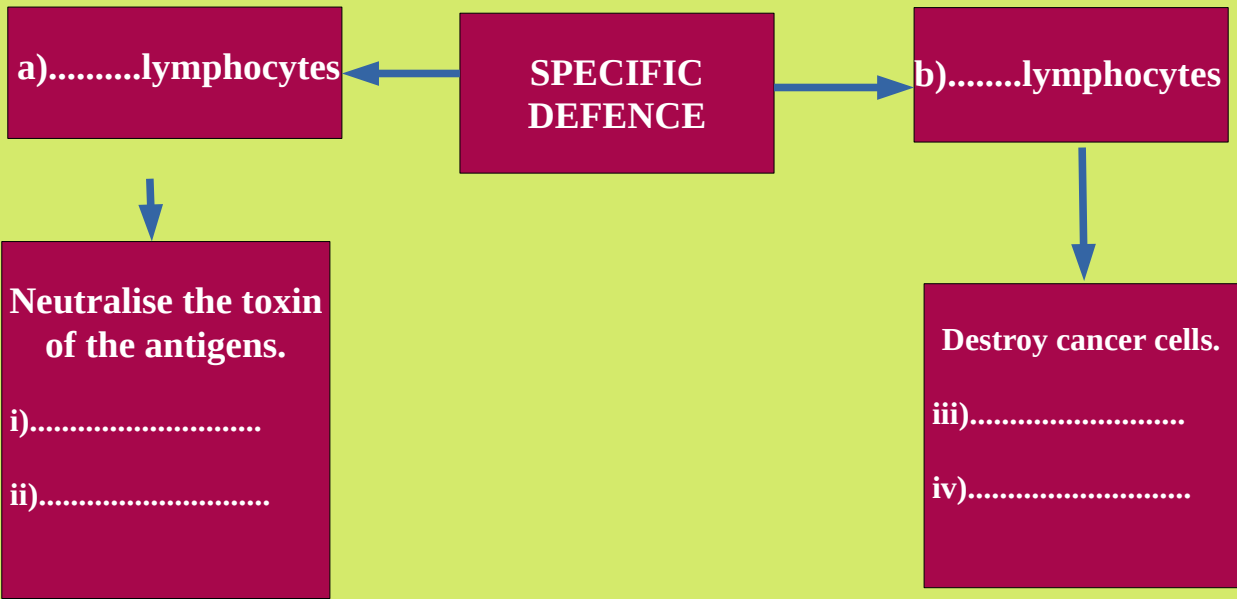 a)..........lymphocytes
SPECIFIC
DEFENCE
b)........lymphocytes
Neutralise the toxin
of the antigens.
i).............................
ii).............................
Destroy cancer cells.
iii)...........................
iv)............................